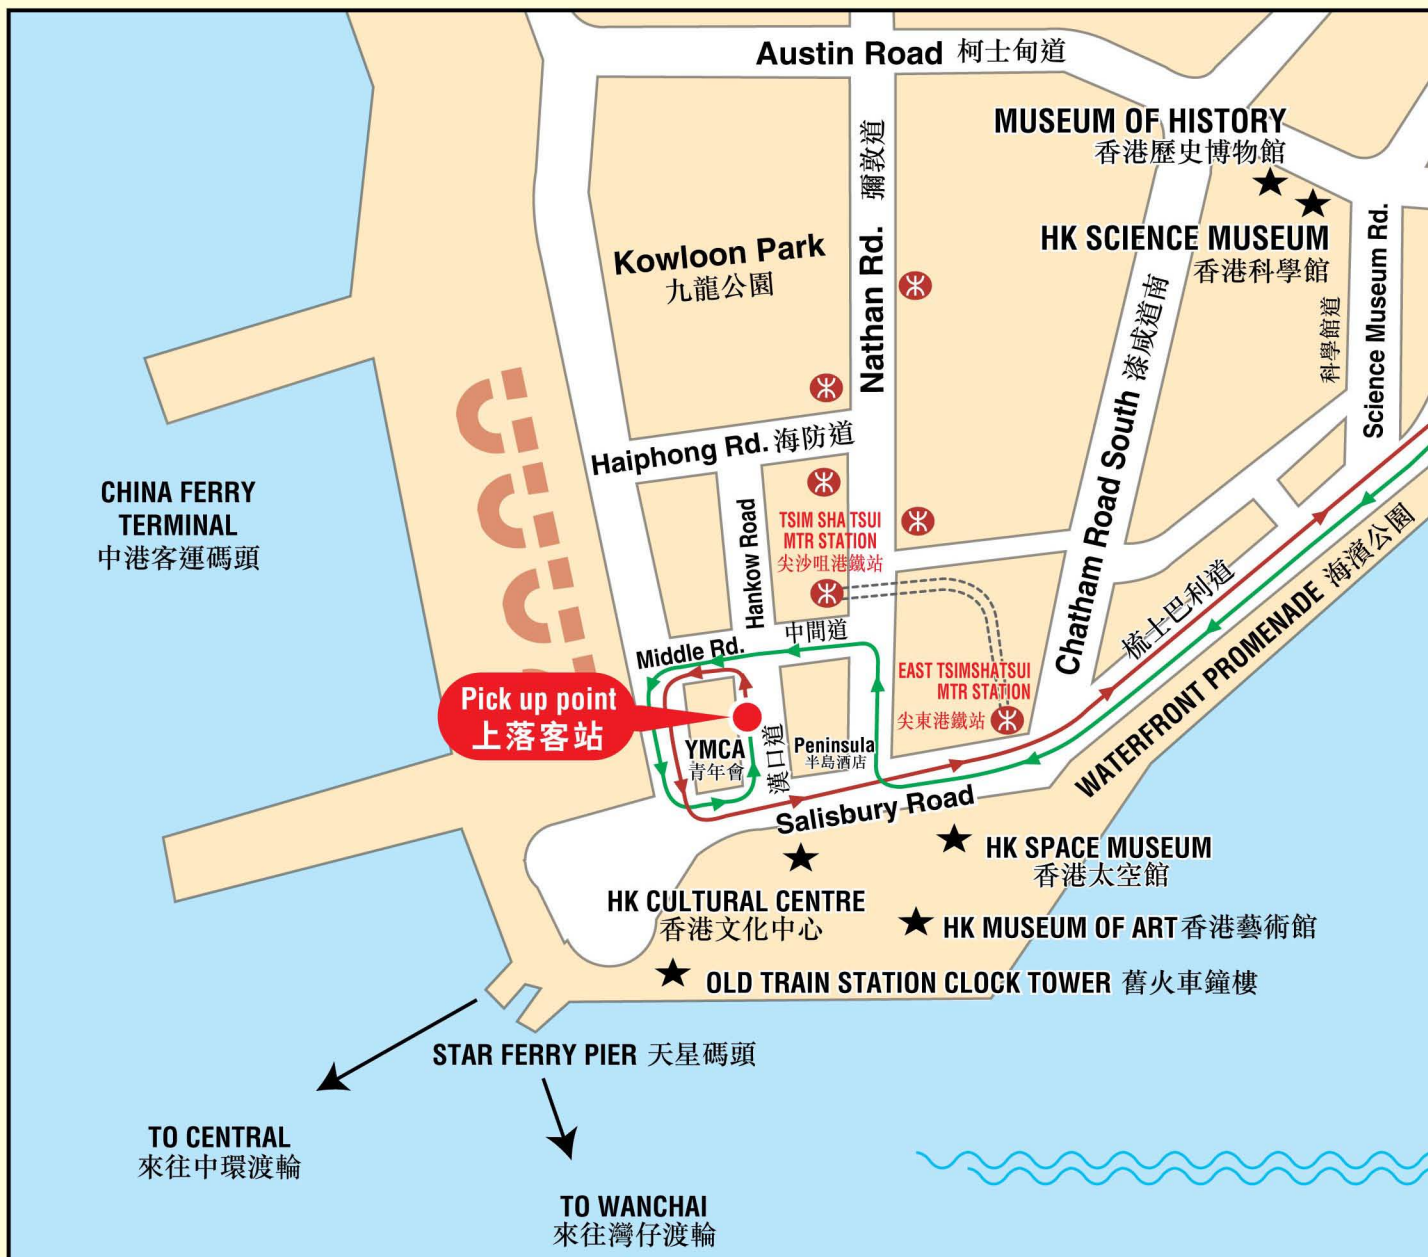 Austin Road 柯士甸道
MUSEUM OF HISTORY
香港歷史博物館
彌敦道
Nathan Rd.
HK SCIENCE MUSEUM
香港科學館
Science Museum Rd.
科學館道
Kowloon Park
九龍公園
Chatham Road South 漆咸道南
Haiphong Rd. 海防道
CHINA FERRY
TERMINAL
中港客運碼頭
Hankow Road
TSIM SHA TSUI
MTR STATION
尖沙咀港鐵站
WATERFRONT PROMENADE 海濱公園
梳士巴利道
中間道
Middle Rd.
EAST TSIMSHATSUI
MTR STATION
尖東港鐵站
Pick up point
上落客站
YMCA
青年會
漢口道
Peninsula
半島酒店
Salisbury Road
HK SPACE MUSEUM
香港太空館
HK CULTURAL CENTRE
香港文化中心
HK MUSEUM OF ART 香港藝術館
OLD TRAIN STATION CLOCK TOWER 舊火車鐘樓
STAR FERRY PIER 天星碼頭
TO CENTRAL
來往中環渡輪
TO WANCHAI
來往灣仔渡輪